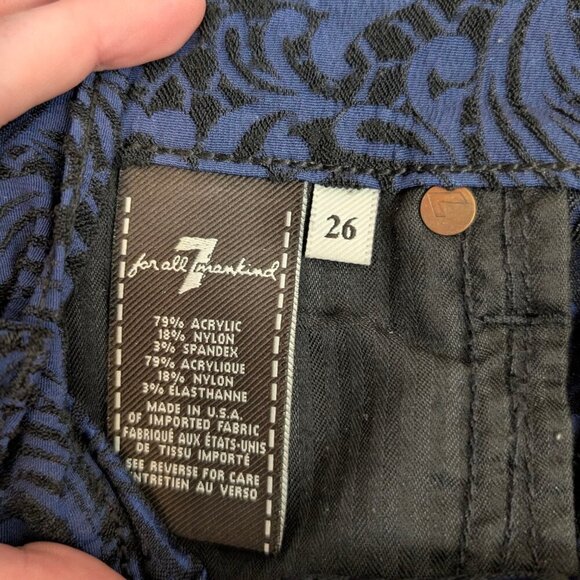 7
for all mankind
79% ACRYLIC
18% NYLON
3% SPANDEX
79% ACRYLIQUE
18% NYLON
3% ELASTHANNE
MADE IN U.S.A.
OF IMPORTED FABRIC
FABRIQUÉ AUX ÉTATS-UNIS
DE TISSU IMPORTÉ
SEE REVERSE FOR CARE
ENTRETIEN AU VERSO
26
7